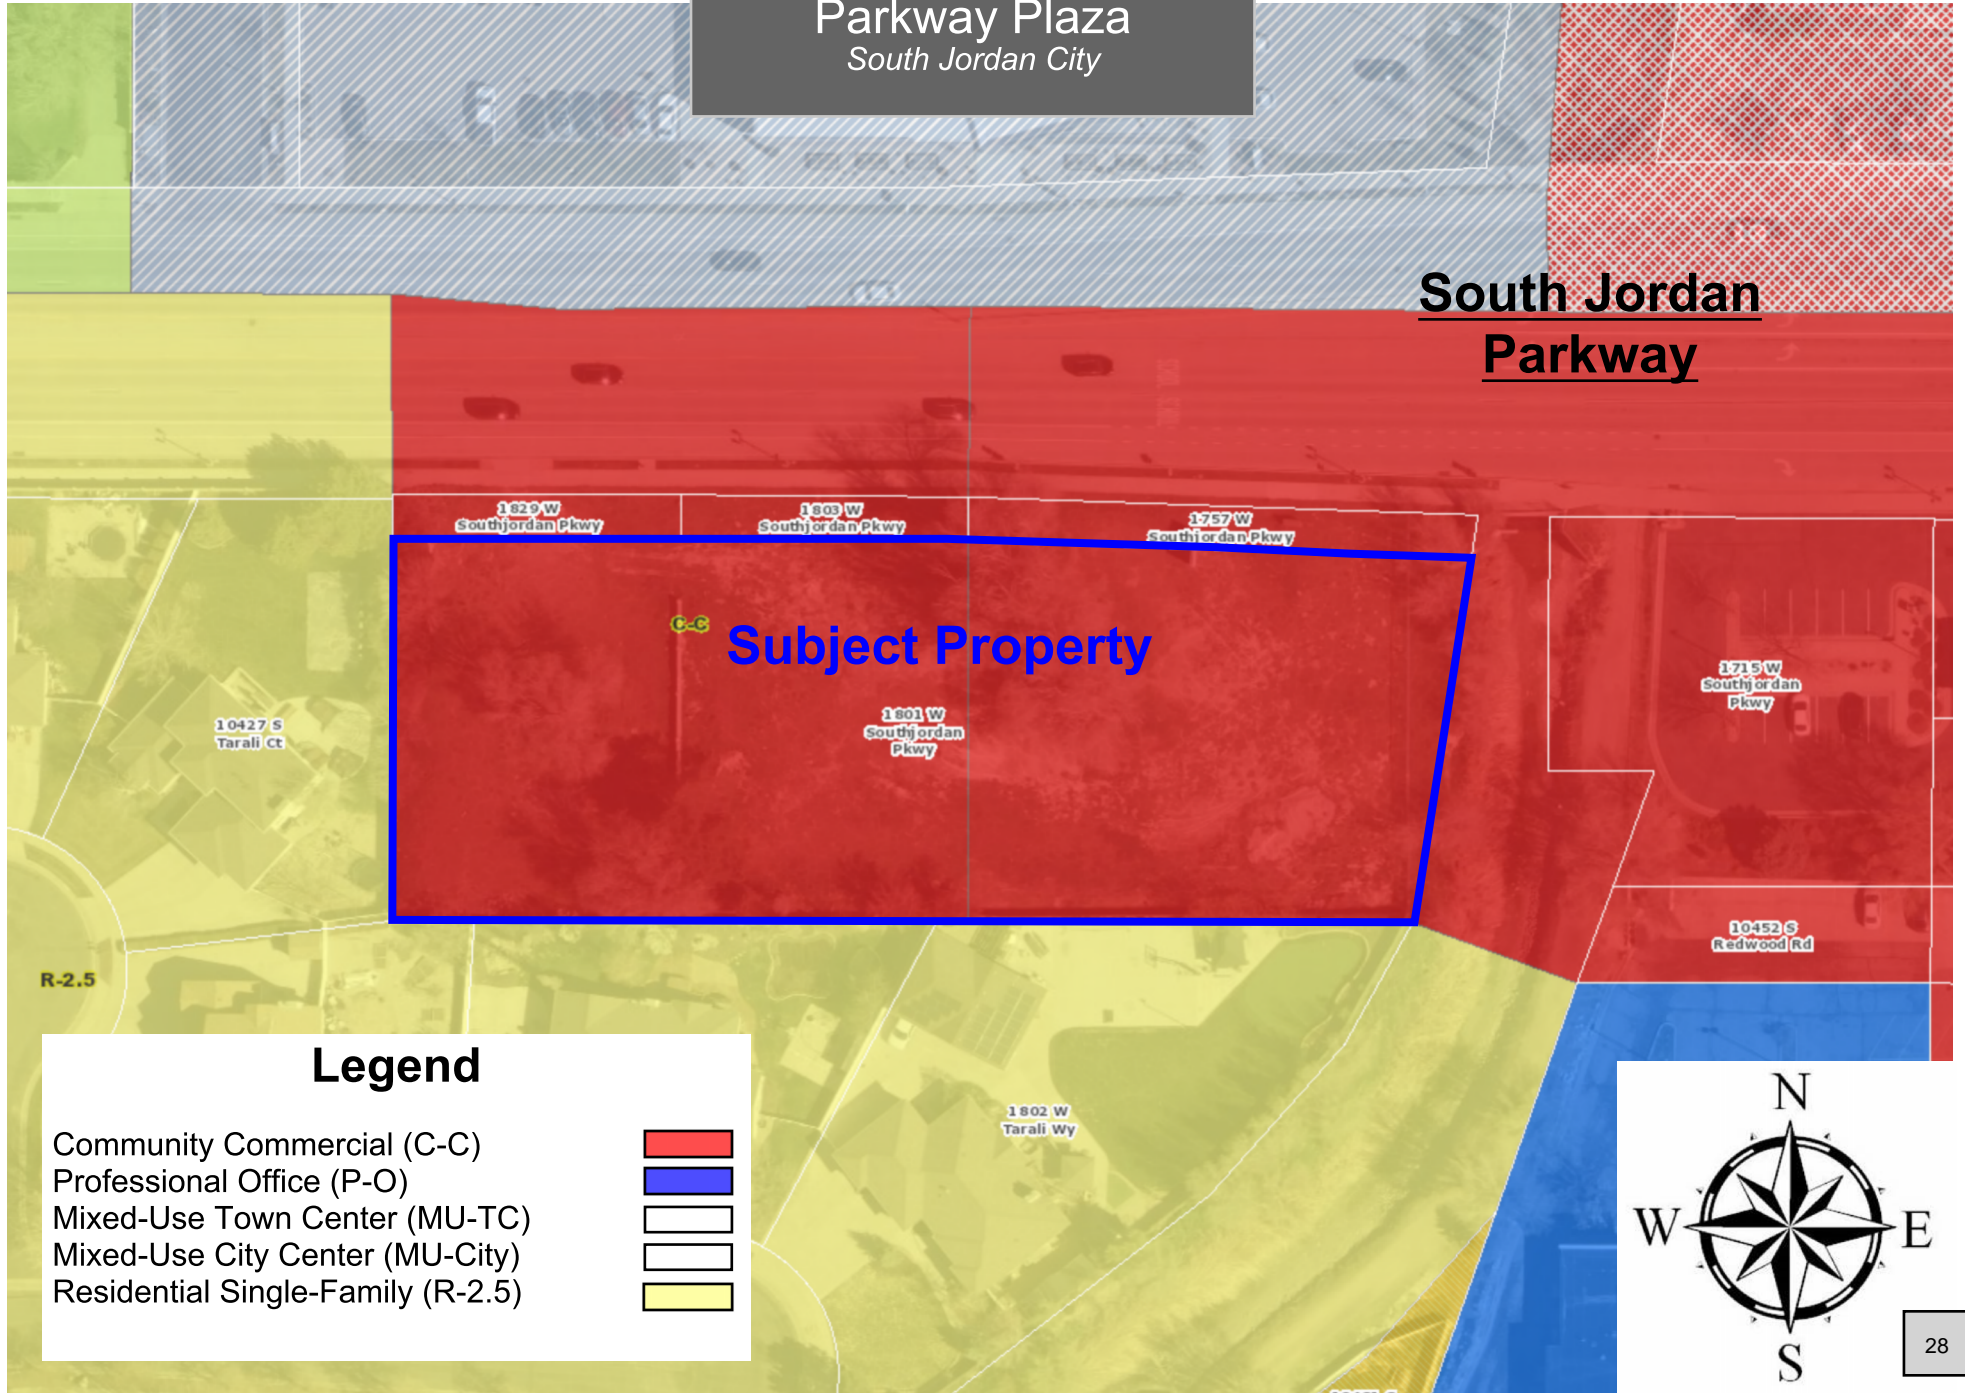 Parkway Plaza
South Jordan City
South Jordan
Parkway
1829 W
Southjordan Pkwy
1803 W
Southjordan Pkwy
1757 W
Southjordan Pkwy
C-C
Subject Property
1801 W
Southjordan
Pkwy
1715 W
Southjordan
Pkwy
10427 S
Tarali Ct
10452 S
Redwood Rd
R-2.5
1802 W
Tarali Wy
Legend
Community Commercial (C-C)
Professional Office (P-O)
Mixed-Use Town Center (MU-TC)
Mixed-Use City Center (MU-City)
Residential Single-Family (R-2.5)
N
W
E
S
28